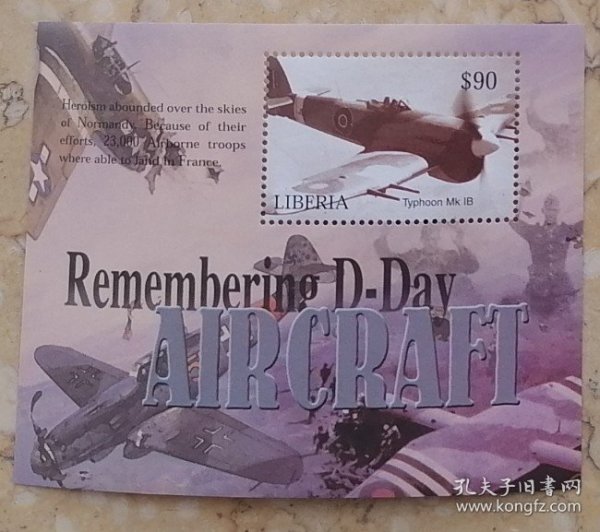 Heroism abounded over the skies
of Normandy. Because of their
efforts, 23,000 Airborne troops
where able to land in France.
$90
LIBERIA
Typhoon Mk IB
Remembering D-Day
AIRCRAFT
孔夫子旧书网
www.kongfz.com